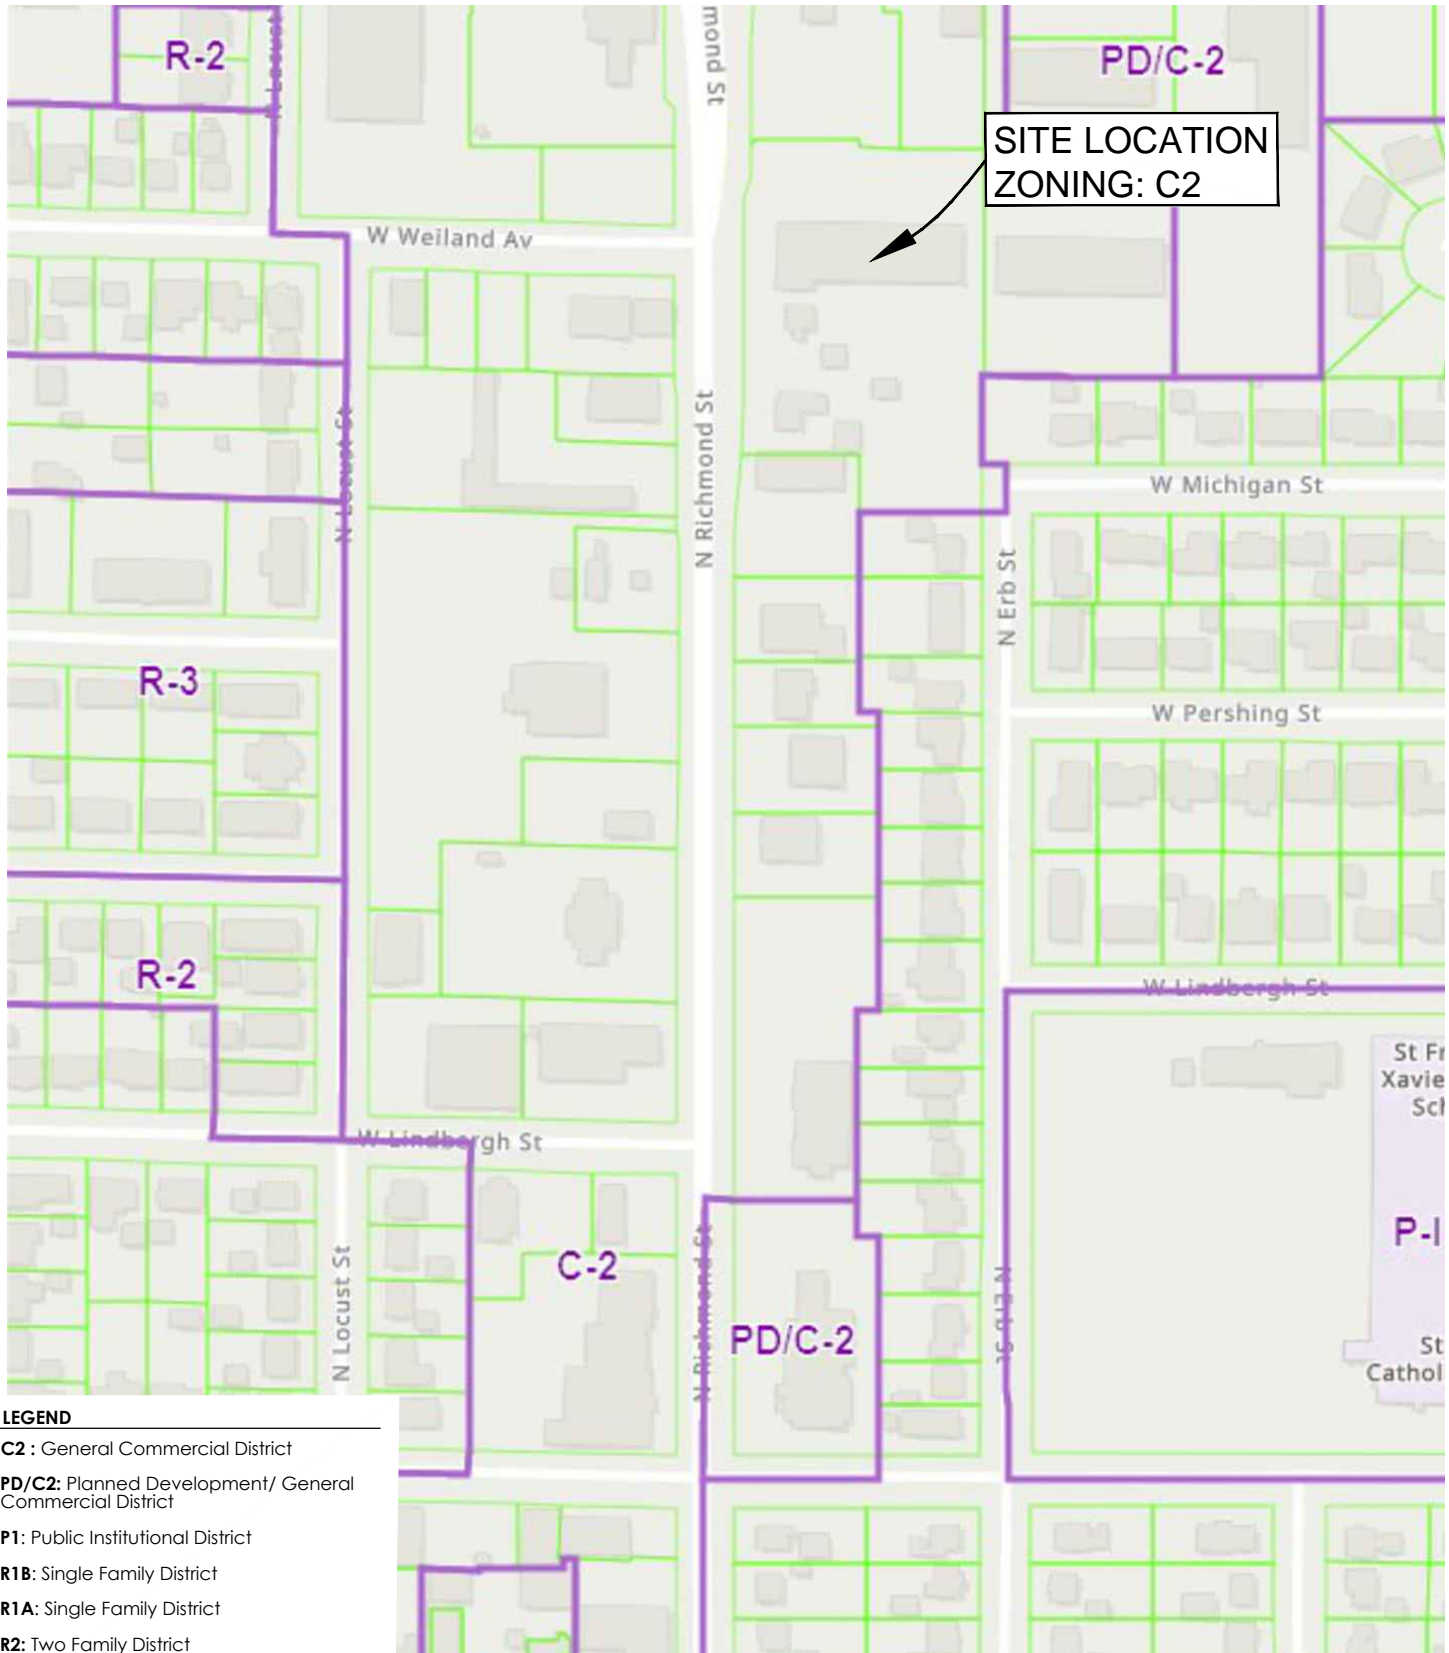 R-2
N Locust
mond St
PD/C-2
SITE LOCATION
ZONING: C2
W Weiland Av
N Locust St
N Richmond St
W Michigan St
N Erb St
R-3
W Pershing St
R-2
W Lindbergh St
St Fr
Xavie
Sch
W Lindbergh St
P-I
N Locust St
C-2
N Richmond St
N Erb St
PD/C-2
St
Cathol
LEGEND
C2 : General Commercial District
PD/C2: Planned Development/ General
Commercial District
P1: Public Institutional District
R1B: Single Family District
R1A: Single Family District
R2: Two Family District